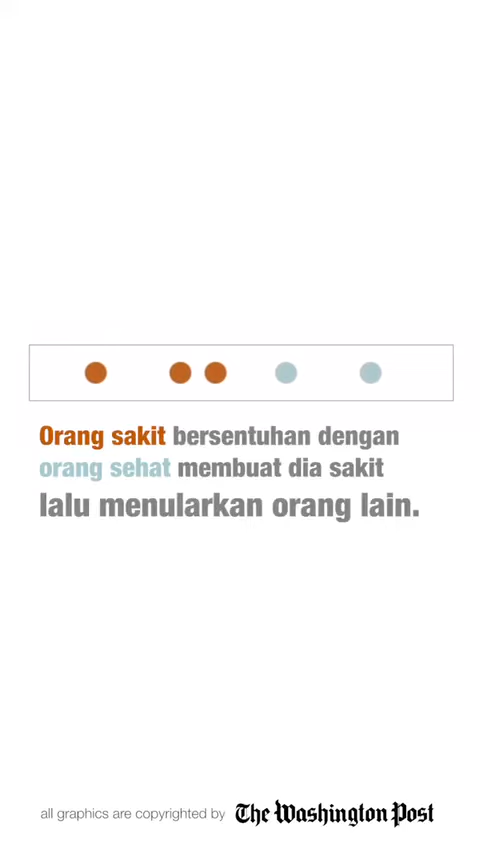 Orang sakit bersentuhan dengan
orang sehat membuat dia sakit
lalu menularkan orang lain.
all graphics are copyrighted by The Washington Post